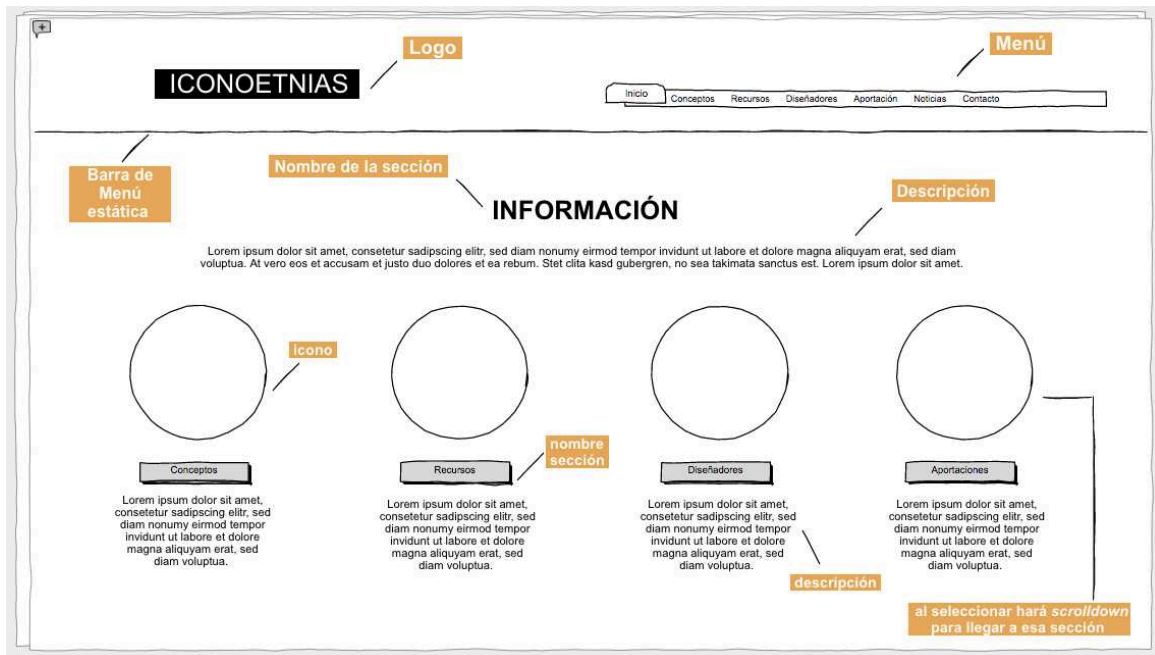 Logo
Menú
ICONOETNIAS
Inicio
Conceptos
Recursos
Diseñadores
Aportación
Noticias
Contacto
Barra de
Menú
estática
Nombre de la sección
Descripción
INFORMACIÓN
Lorem ipsum dolor sit amet, consetetur sadipscing elitr, sed diam nonumy eirmod tempor invidunt ut labore et dolore magna aliquyam erat, sed diam
voluptua. At vero eos et accusam et justo duo dolores et ea rebum. Stet clita kasd gubergren, no sea takimata sanctus est. Lorem ipsum dolor sit amet.
icono
Conceptos
Lorem ipsum dolor sit amet,
consetetur sadipscing elitr, sed
diam nonumy eirmod tempor
invidunt ut labore et dolore
magna aliquyam erat, sed
diam voluptua.
nombre
sección
Recursos
Lorem ipsum dolor sit amet,
consetetur sadipscing elitr, sed
diam nonumy eirmod tempor
invidunt ut labore et dolore
magna aliquyam erat, sed
diam voluptua.
Diseñadores
Lorem ipsum dolor sit amet,
consetetur sadipscing elitr, sed
diam nonumy eirmod tempor
invidunt ut labore et dolore
magna aliquyam erat, sed
diam voluptua.
descripción
Aportaciones
Lorem ipsum dolor sit amet,
consetetur sadipscing elitr, sed
diam nonumy eirmod tempor
invidunt ut labore et dolore
magna aliquyam erat, sed
diam voluptua.
al seleccionar hará scrolldown
para llegar a esa sección